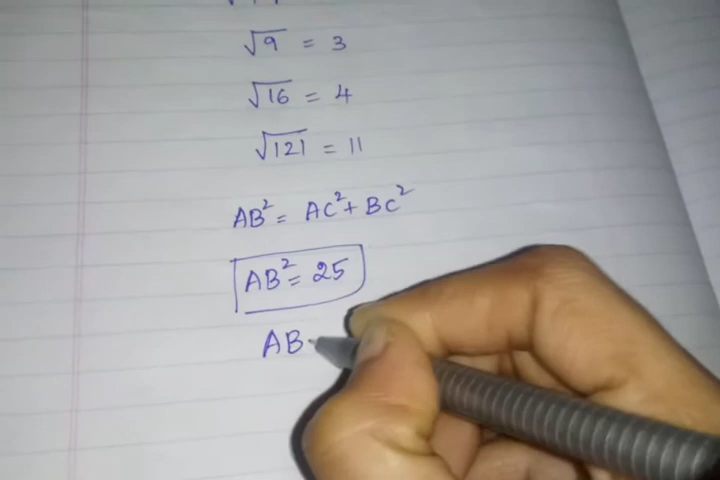 √9 = 3
√16 = 4
√121 = 11
AB² = AC² + BC²
AB² = 25
AB